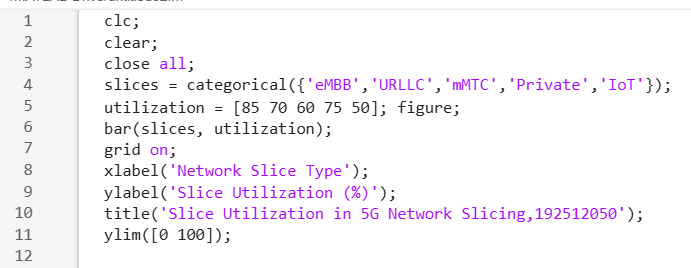 1 clc;
2 clear;
3 close all;
4 slices = categorical({'eMBB','URLLC','mMTC','Private','IoT'});
5 utilization = [85 70 60 75 50]; figure;
6 bar(slices, utilization);
7 grid on;
8 xlabel('Network Slice Type');
9 ylabel('Slice Utilization (%)');
10 title('Slice Utilization in 5G Network Slicing,192512050');
11 ylim([0 100]);
12